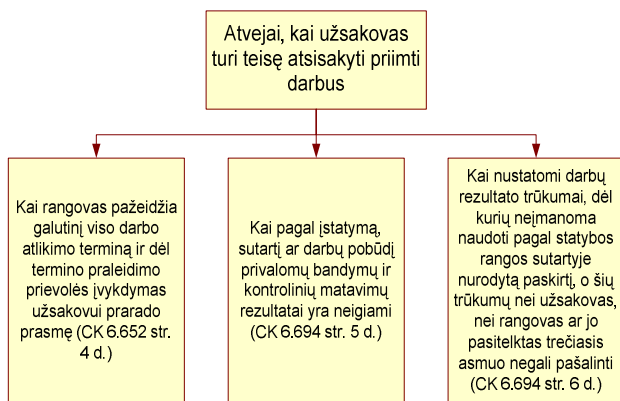 Atvejai, kai užsakovas
turi teisę atsisakyti priimti
darbus
Kai rangovas pažeidžia
galutinį viso darbo
atlikimo terminą ir dėl
termino praleidimo
prievolės įvykdymas
užsakovui prarado
prasmę (CK 6.652 str.
4 d.)
Kai pagal įstatymą,
sutartį ar darbų pobūdį
privalomų bandymų ir
kontrolinių matavimų
rezultatai yra neigiami
(CK 6.694 str. 5 d.)
Kai nustatomi darbų
rezultato trūkumai, dėl
kurių neįmanoma
naudoti pagal statybos
rangos sutartyje
nurodytą paskirtį, o šių
trūkumų nei užsakovas,
nei rangovas ar jo
pasitelktas trečiasis
asmuo negali pašalinti
(CK 6.694 str. 6 d.)